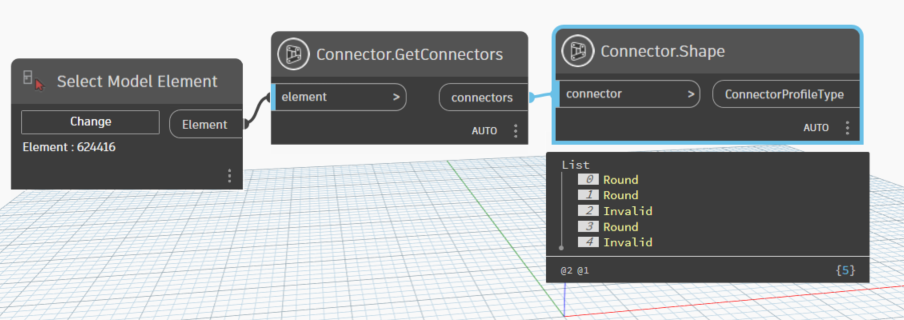 Select Model Element
Change
Element
Element : 624416
Connector.GetConnectors
element >
connectors
AUTO
Connector.Shape
connector >
ConnectorProfileType
AUTO
List
0 Round
1 Round
2 Invalid
3 Round
4 Invalid
@2 @1
{5}